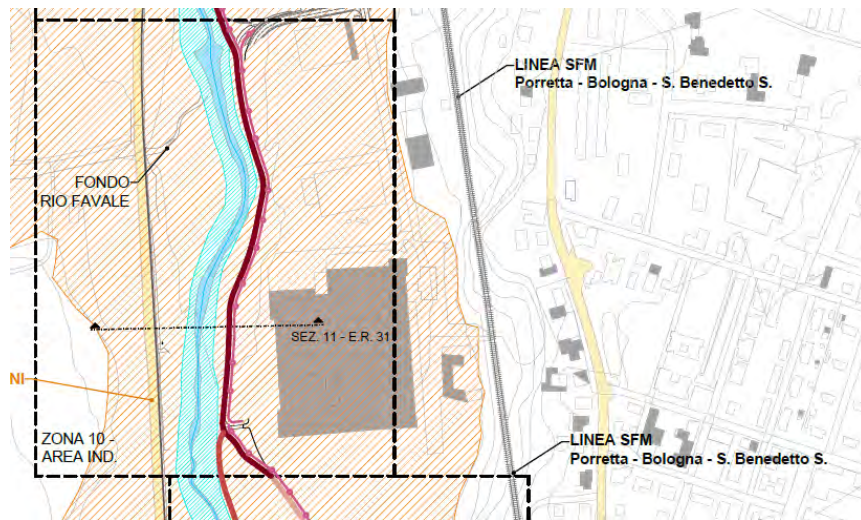 LINEA SFM
Porretta - Bologna - S. Benedetto S.
FONDO
RIO FAVALE
SEZ. 11 - E.R. 31
NI
ZONA 10 -
AREA IND.
LINEA SFM
Porretta - Bologna - S. Benedetto S.